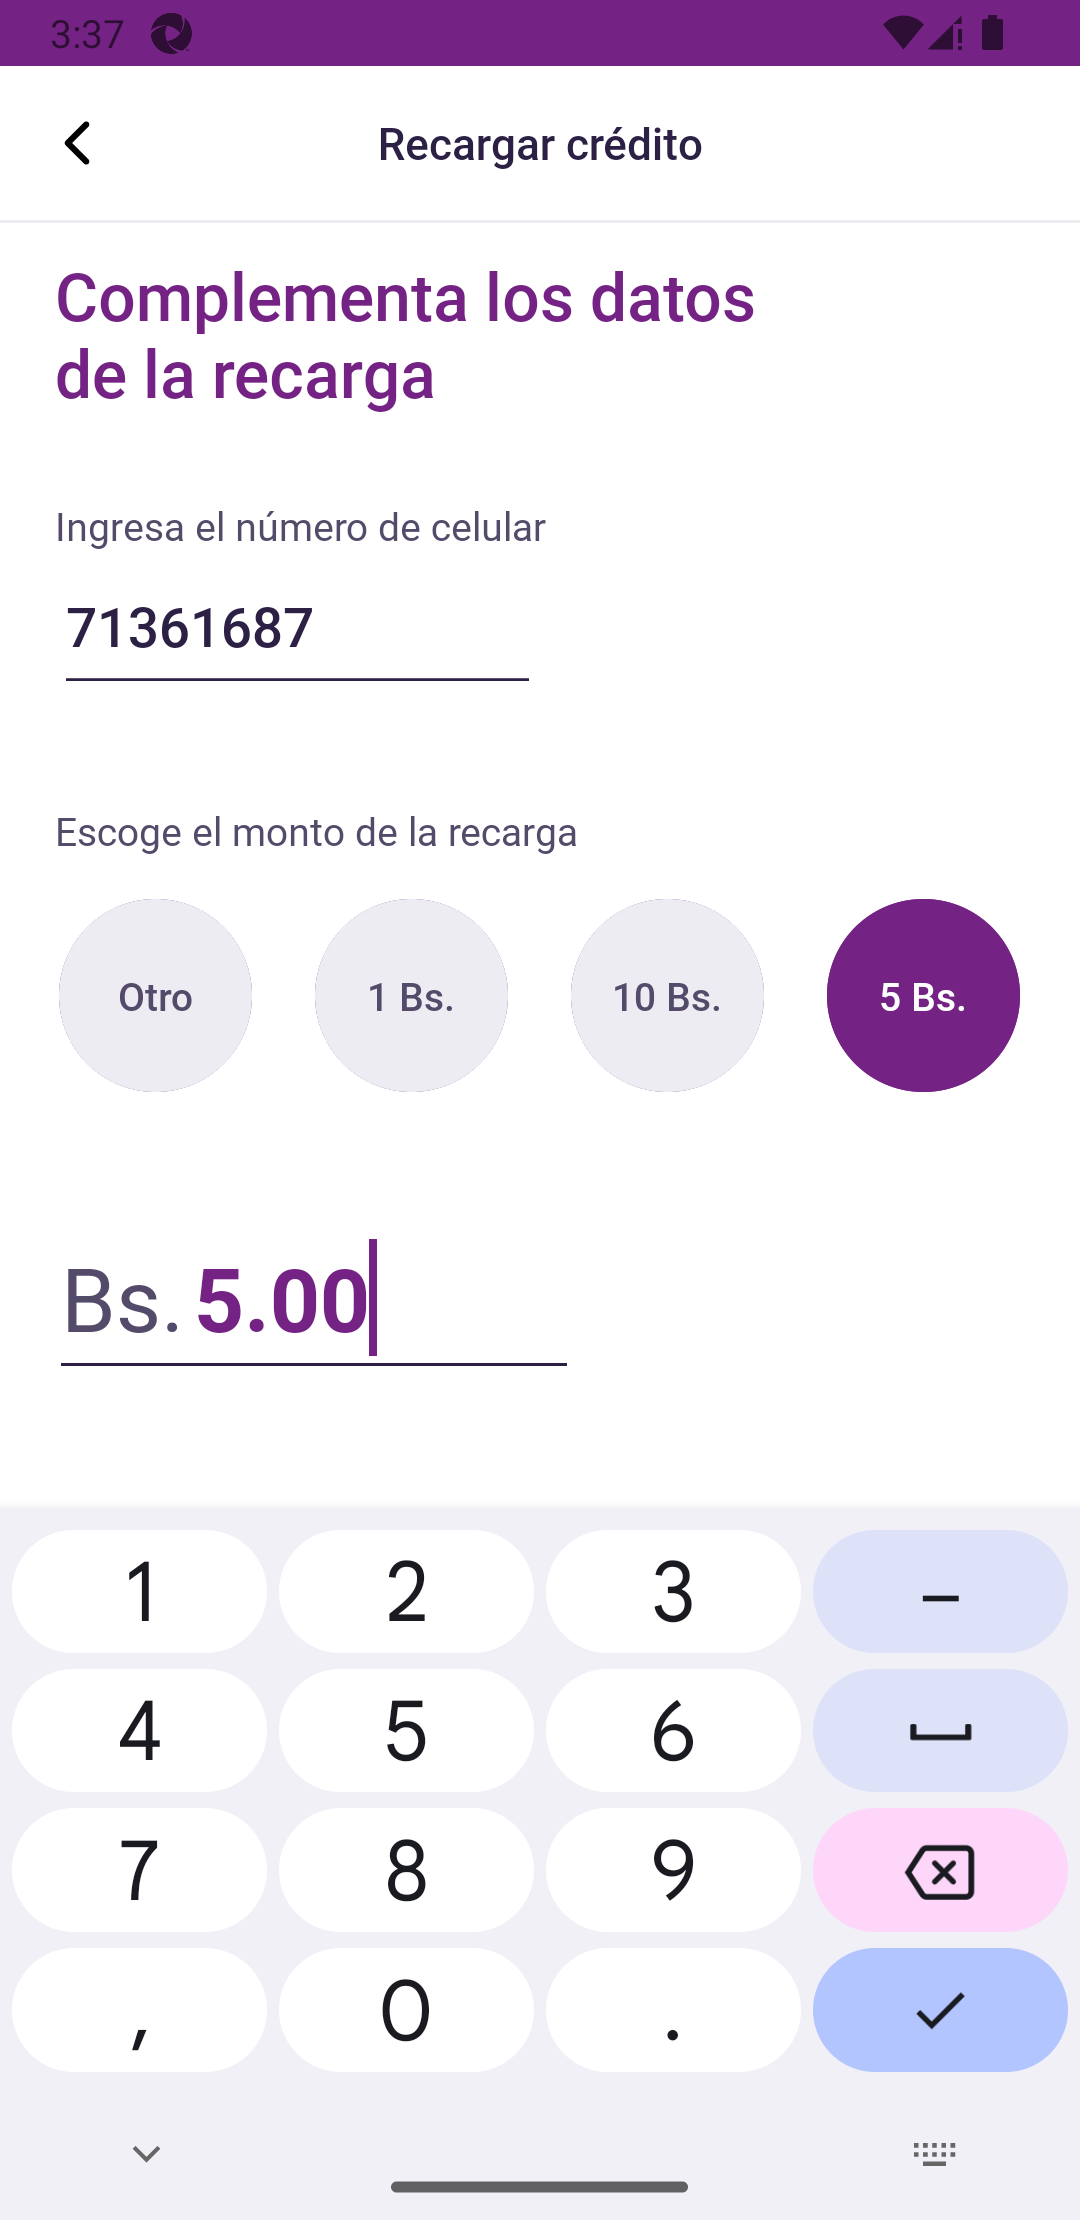 3:37
Recargar crédito
Complementa los datos
de la recarga
Ingresa el número de celular
71361687
Escoge el monto de la recarga
Otro
1 Bs.
10 Bs.
5 Bs.
Bs. 5.00
1 2 3 –
4 5 6
7 8 9
, 0 .